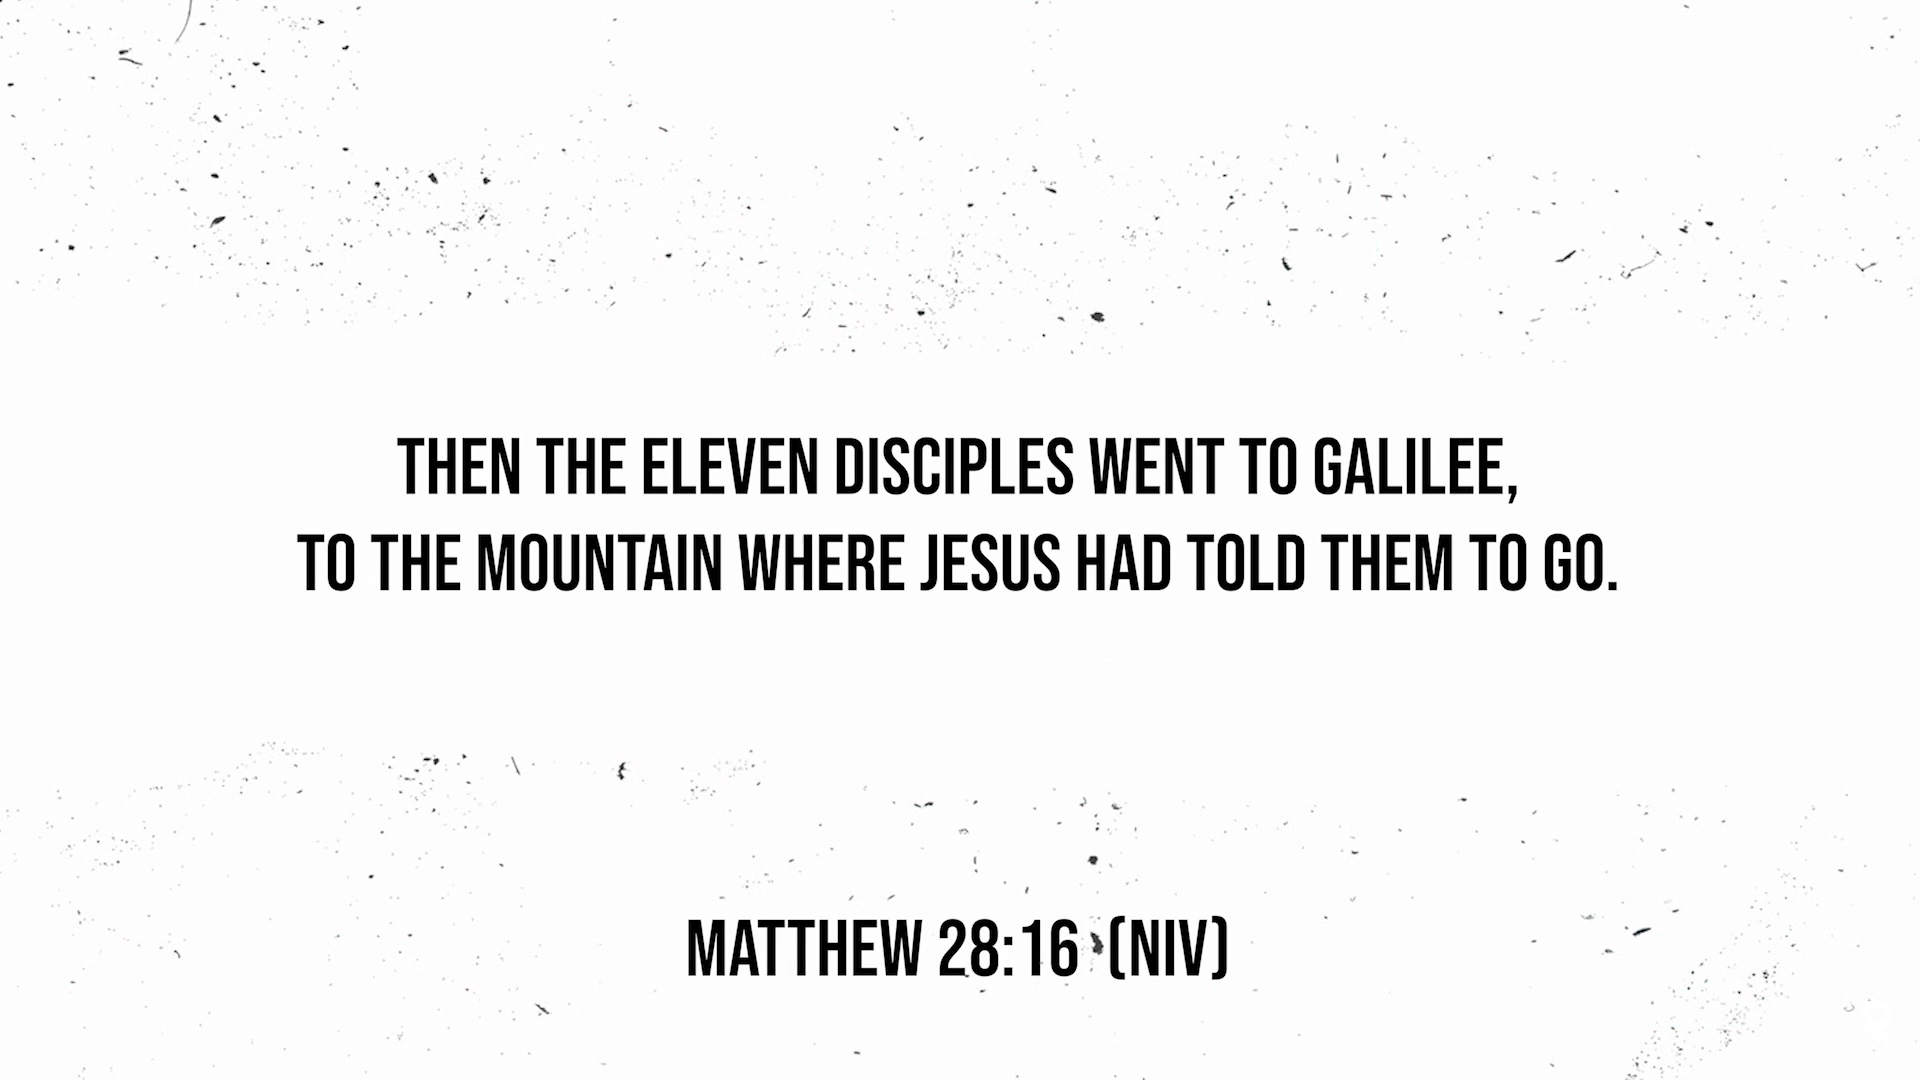 THEN THE ELEVEN DISCIPLES WENT TO GALILEE,
TO THE MOUNTAIN WHERE JESUS HAD TOLD THEM TO GO.
MATTHEW 28:16 (NIV)